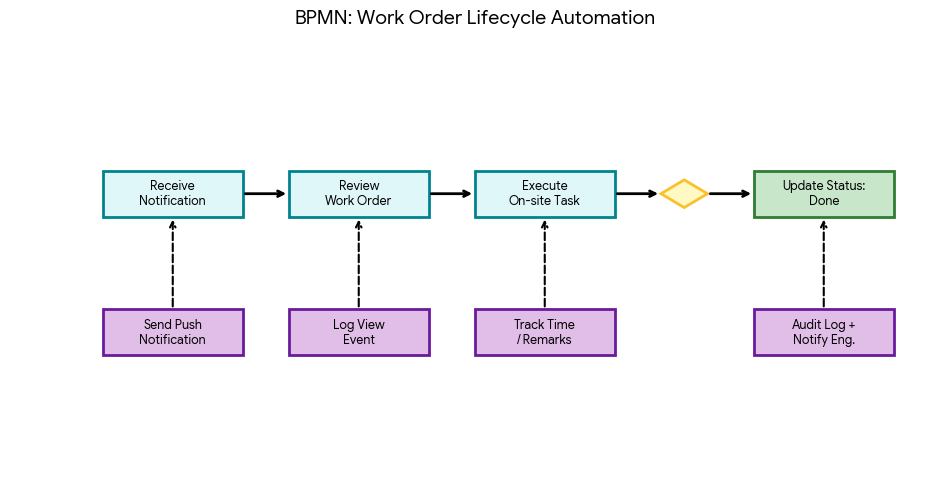 BPMN: Work Order Lifecycle Automation
Receive
Notification
Review
Work Order
Execute
On-site Task
Update Status:
Done
Send Push
Notification
Log View
Event
Track Time
/ Remarks
Audit Log +
Notify Eng.